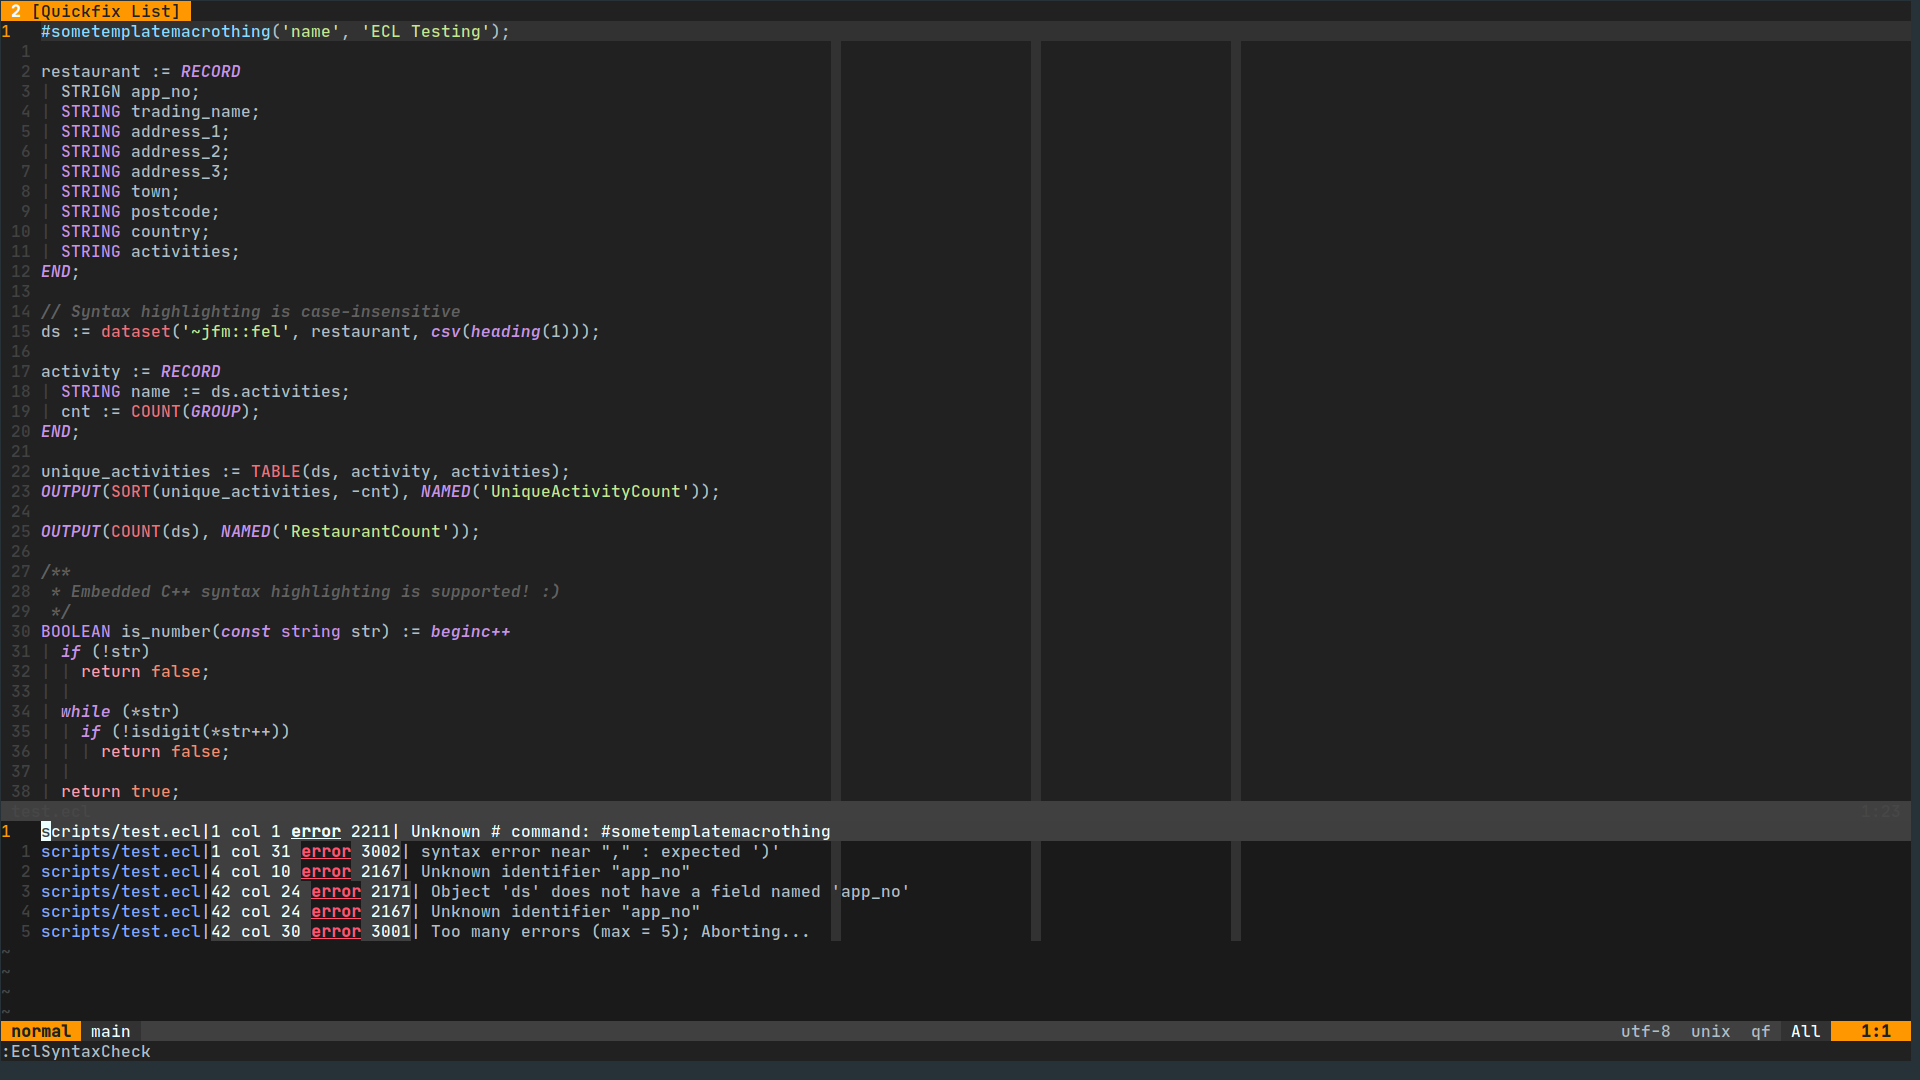 2 [Quickfix List]
1 #sometemplatemacrothing('name', 'ECL Testing');
1
2 restaurant := RECORD
3 | STRIGN app_no;
4 | STRING trading_name;
5 | STRING address_1;
6 | STRING address_2;
7 | STRING address_3;
8 | STRING town;
9 | STRING postcode;
10 | STRING country;
11 | STRING activities;
12 END;
13
14 // Syntax highlighting is case-insensitive
15 ds := dataset('~jfm::fel', restaurant, csv(heading(1)));
16
17 activity := RECORD
18 | STRING name := ds.activities;
19 | cnt := COUNT(GROUP);
20 END;
21
22 unique_activities := TABLE(ds, activity, activities);
23 OUTPUT(SORT(unique_activities, -cnt), NAMED('UniqueActivityCount'));
24
25 OUTPUT(COUNT(ds), NAMED('RestaurantCount'));
26
27 /**
28 * Embedded C++ syntax highlighting is supported! :)
29 */
30 BOOLEAN is_number(const string str) := beginc++
31 | if (!str)
32 | | return false;
33 | |
34 | while (*str)
35 | | if (!isdigit(*str++))
36 | | | return false;
37 | |
38 | return true;
test.ecl 1:23
1 scripts/test.ecl|1 col 1 error 2211| Unknown # command: #sometemplatemacrothing
1 scripts/test.ecl|1 col 31 error 3002| syntax error near "," : expected ')'
2 scripts/test.ecl|4 col 10 error 2167| Unknown identifier "app_no"
3 scripts/test.ecl|42 col 24 error 2171| Object 'ds' does not have a field named 'app_no'
4 scripts/test.ecl|42 col 24 error 2167| Unknown identifier "app_no"
5 scripts/test.ecl|42 col 30 error 3001| Too many errors (max = 5); Aborting...
~
~
~
~
normal main utf-8 unix qf All 1:1
:EclSyntaxCheck